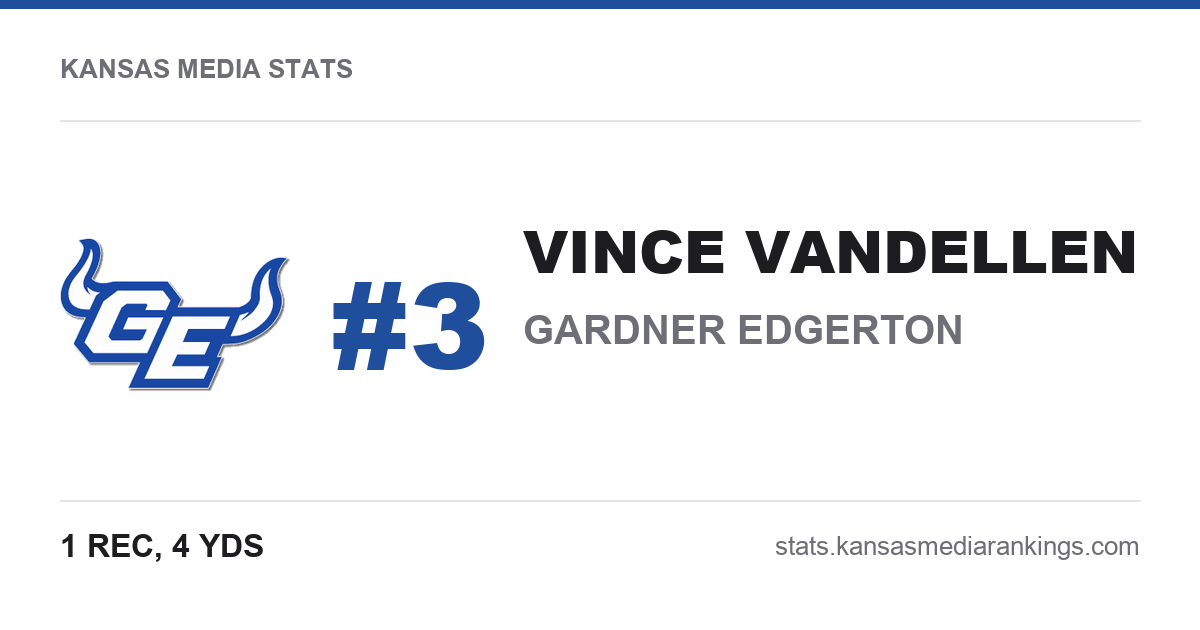 KANSAS MEDIA STATS
GE
#3
VINCE VANDELLEN
GARDNER EDGERTON
1 REC, 4 YDS
stats.kansasmediarankings.com